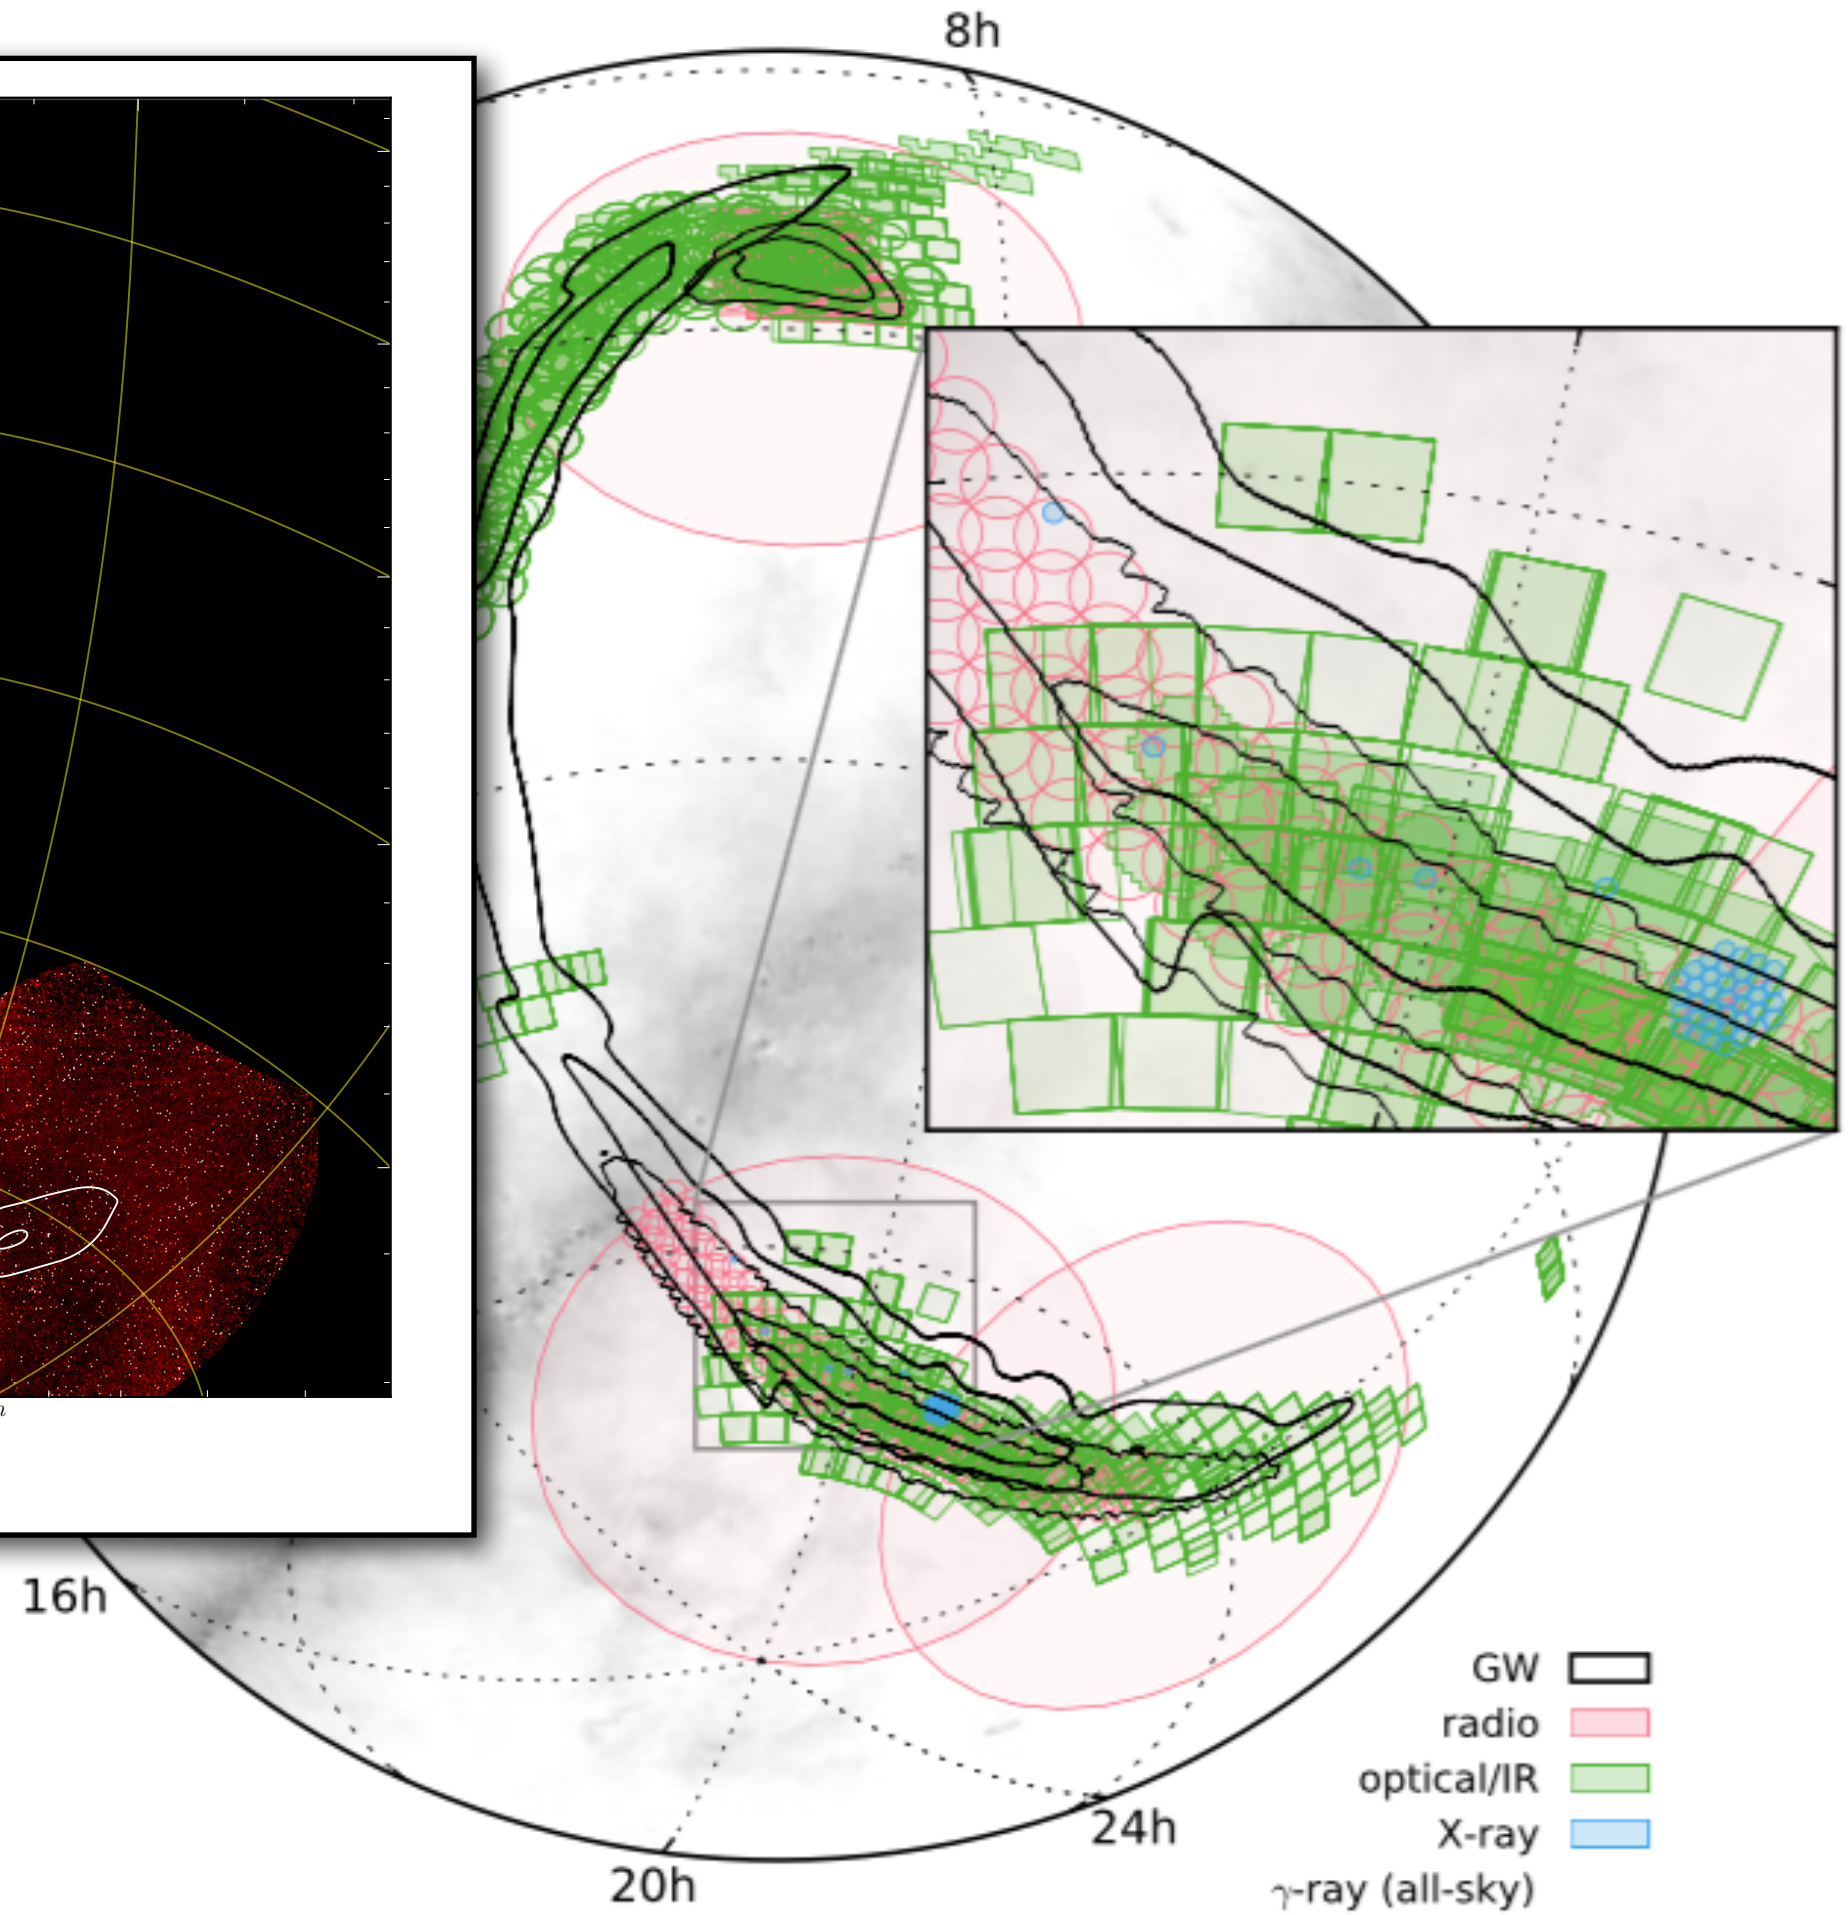 8h
n
16h
20h
24h
GW
radio
optical/IR
X-ray
γ-ray (all-sky)